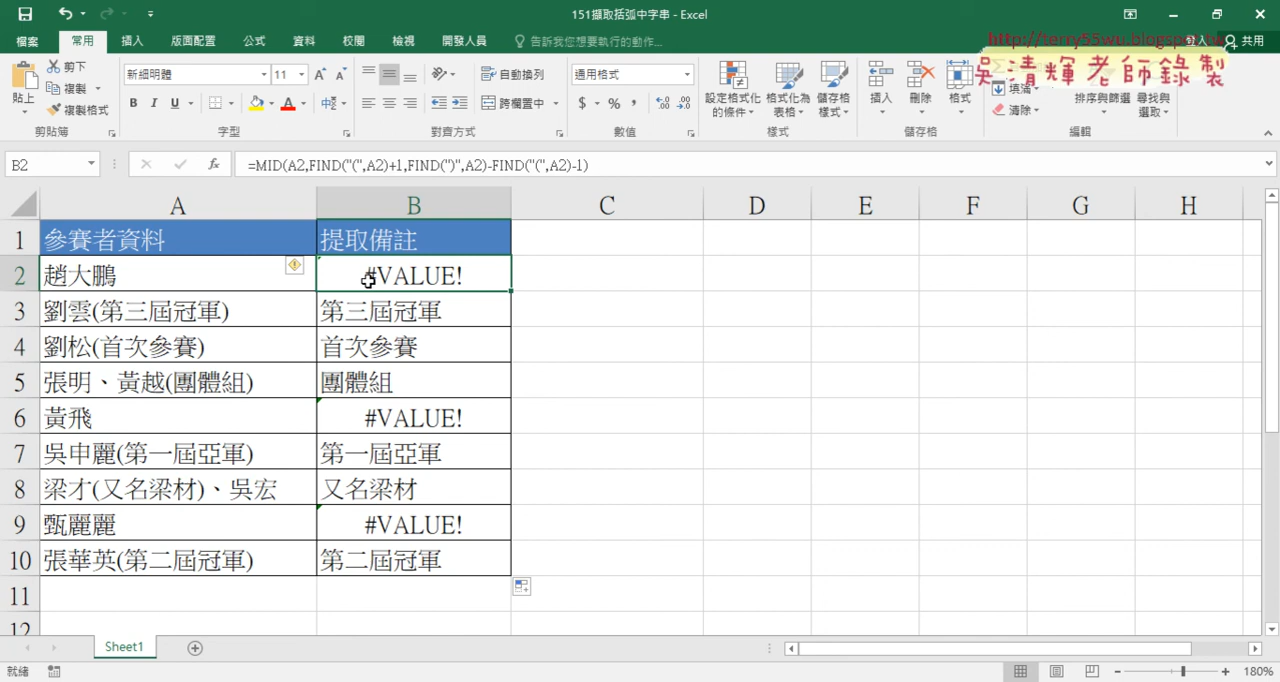 151擷取括弧中字串 - Excel
檔案 常用 插入 版面配置 公式 資料 校閱 檢視 開發人員 告訴我您想要執行的動作... 登入 共用
http://terry55wu.blogspot.tw
吳清輝老師錄製
貼上 剪下 複製 複製格式 剪貼簿
新細明體 11 B I U 中 字型
自動換列 跨欄置中 對齊方式
通用格式 $ % , 數值
設定格式化的條件 格式化為表格 儲存格樣式 樣式
插入 刪除 格式 儲存格
填滿 清除 排序與篩選 尋找與選取 編輯
B2 fx =MID(A2,FIND("(",A2)+1,FIND(")",A2)-FIND("(",A2)-1)
A B C D E F G H
1 參賽者資料 提取備註
2 趙大鵬 #VALUE!
3 劉雲(第三屆冠軍) 第三屆冠軍
4 劉松(首次參賽) 首次參賽
5 張明、黃越(團體組) 團體組
6 黃飛 #VALUE!
7 吳申麗(第一屆亞軍) 第一屆亞軍
8 梁才(又名梁材)、吳宏 又名梁材
9 甄麗麗 #VALUE!
10 張華英(第二屆冠軍) 第二屆冠軍
11
12
Sheet1
就緒 180%